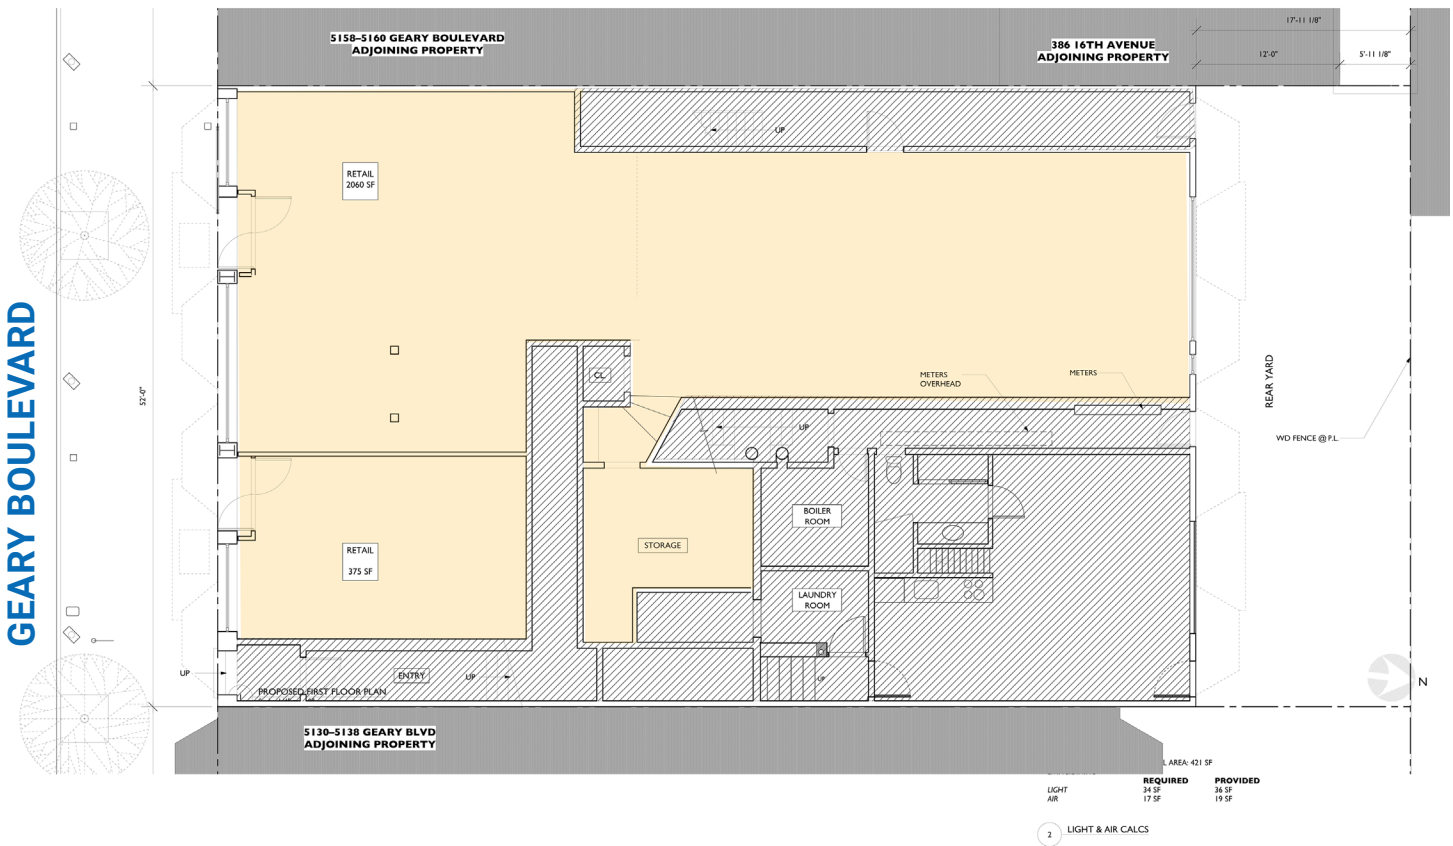 17'-11 1/8"
5158–5160 GEARY BOULEVARD
ADJOINING PROPERTY
386 16TH AVENUE
ADJOINING PROPERTY
12'-0"
5'-11 1/8"
UP
RETAIL
2060 SF
GEARY BOULEVARD
52'-0"
CL
METERS
OVERHEAD
METERS
REAR YARD
UP
WD FENCE @ P.L.
BOILER
ROOM
STORAGE
RETAIL
375 SF
LAUNDRY
ROOM
UP
ENTRY
UP
UP
N
PROPOSED FIRST FLOOR PLAN
5130–5138 GEARY BLVD
ADJOINING PROPERTY
L AREA: 421 SF
REQUIRED PROVIDED
LIGHT 34 SF 36 SF
AIR 17 SF 19 SF
2 LIGHT & AIR CALCS